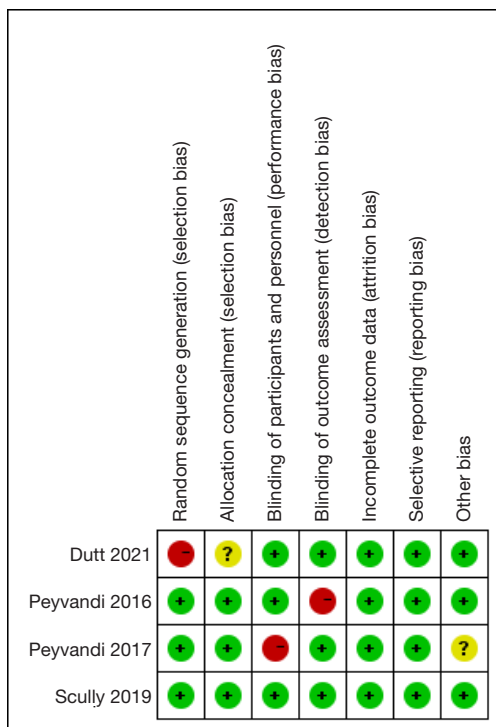 Random sequence generation (selection bias)
Allocation concealment (selection bias)
Blinding of participants and personnel (performance bias)
Blinding of outcome assessment (detection bias)
Incomplete outcome data (attrition bias)
Selective reporting (reporting bias)
Other bias
Dutt 2021 - ? + + + + +
Peyvandi 2016 + + + - + + +
Peyvandi 2017 + + - + + + ?
Scully 2019 + + + + + + +